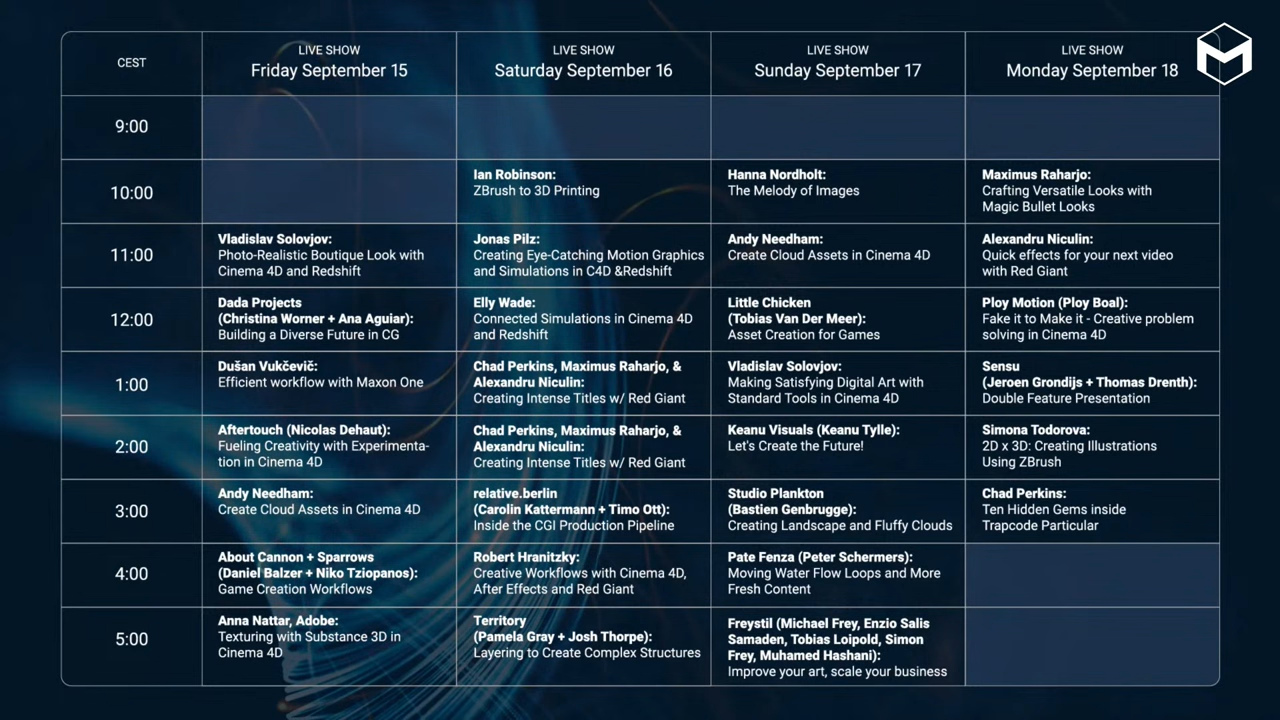 CEST
LIVE SHOW
Friday September 15
LIVE SHOW
Saturday September 16
LIVE SHOW
Sunday September 17
LIVE SHOW
Monday September 18
9:00
10:00
Ian Robinson:
ZBrush to 3D Printing
Hanna Nordholt:
The Melody of Images
Maximus Raharjo:
Crafting Versatile Looks with
Magic Bullet Looks
11:00
Vladislav Solovjov:
Photo-Realistic Boutique Look with
Cinema 4D and Redshift
Jonas Pilz:
Creating Eye-Catching Motion Graphics
and Simulations in C4D &Redshift
Andy Needham:
Create Cloud Assets in Cinema 4D
Alexandru Niculin:
Quick effects for your next video
with Red Giant
12:00
Dada Projects
(Christina Worner + Ana Aguiar):
Building a Diverse Future in CG
Elly Wade:
Connected Simulations in Cinema 4D
and Redshift
Little Chicken
(Tobias Van Der Meer):
Asset Creation for Games
Ploy Motion (Ploy Boal):
Fake it to Make it - Creative problem
solving in Cinema 4D
1:00
Dušan Vukčevič:
Efficient workflow with Maxon One
Chad Perkins, Maximus Raharjo, &
Alexandru Niculin:
Creating Intense Titles w/ Red Giant
Vladislav Solovjov:
Making Satisfying Digital Art with
Standard Tools in Cinema 4D
Sensu
(Jeroen Grondijs + Thomas Drenth):
Double Feature Presentation
2:00
Aftertouch (Nicolas Dehaut):
Fueling Creativity with Experimenta-
tion in Cinema 4D
Chad Perkins, Maximus Raharjo, &
Alexandru Niculin:
Creating Intense Titles w/ Red Giant
Keanu Visuals (Keanu Tylle):
Let's Create the Future!
Simona Todorova:
2D x 3D: Creating Illustrations
Using ZBrush
3:00
Andy Needham:
Create Cloud Assets in Cinema 4D
relative.berlin
(Carolin Kattermann + Timo Ott):
Inside the CGI Production Pipeline
Studio Plankton
(Bastien Genbrugge):
Creating Landscape and Fluffy Clouds
Chad Perkins:
Ten Hidden Gems inside
Trapcode Particular
4:00
About Cannon + Sparrows
(Daniel Balzer + Niko Tziopanos):
Game Creation Workflows
Robert Hranitzky:
Creative Workflows with Cinema 4D,
After Effects and Red Giant
Pate Fenza (Peter Schermers):
Moving Water Flow Loops and More
Fresh Content
5:00
Anna Nattar, Adobe:
Texturing with Substance 3D in
Cinema 4D
Territory
(Pamela Gray + Josh Thorpe):
Layering to Create Complex Structures
Freystil (Michael Frey, Enzio Salis
Samaden, Tobias Loipold, Simon
Frey, Muhamed Hashani):
Improve your art, scale your business